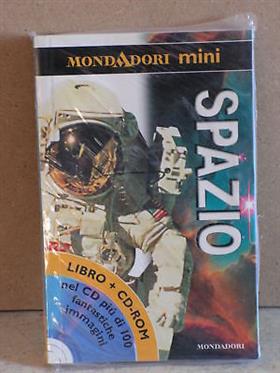 MONDADORI mini
SPAZIO
LIBRO + CD-ROM
nel CD più di 100
fantastiche
immagini
MONDADORI